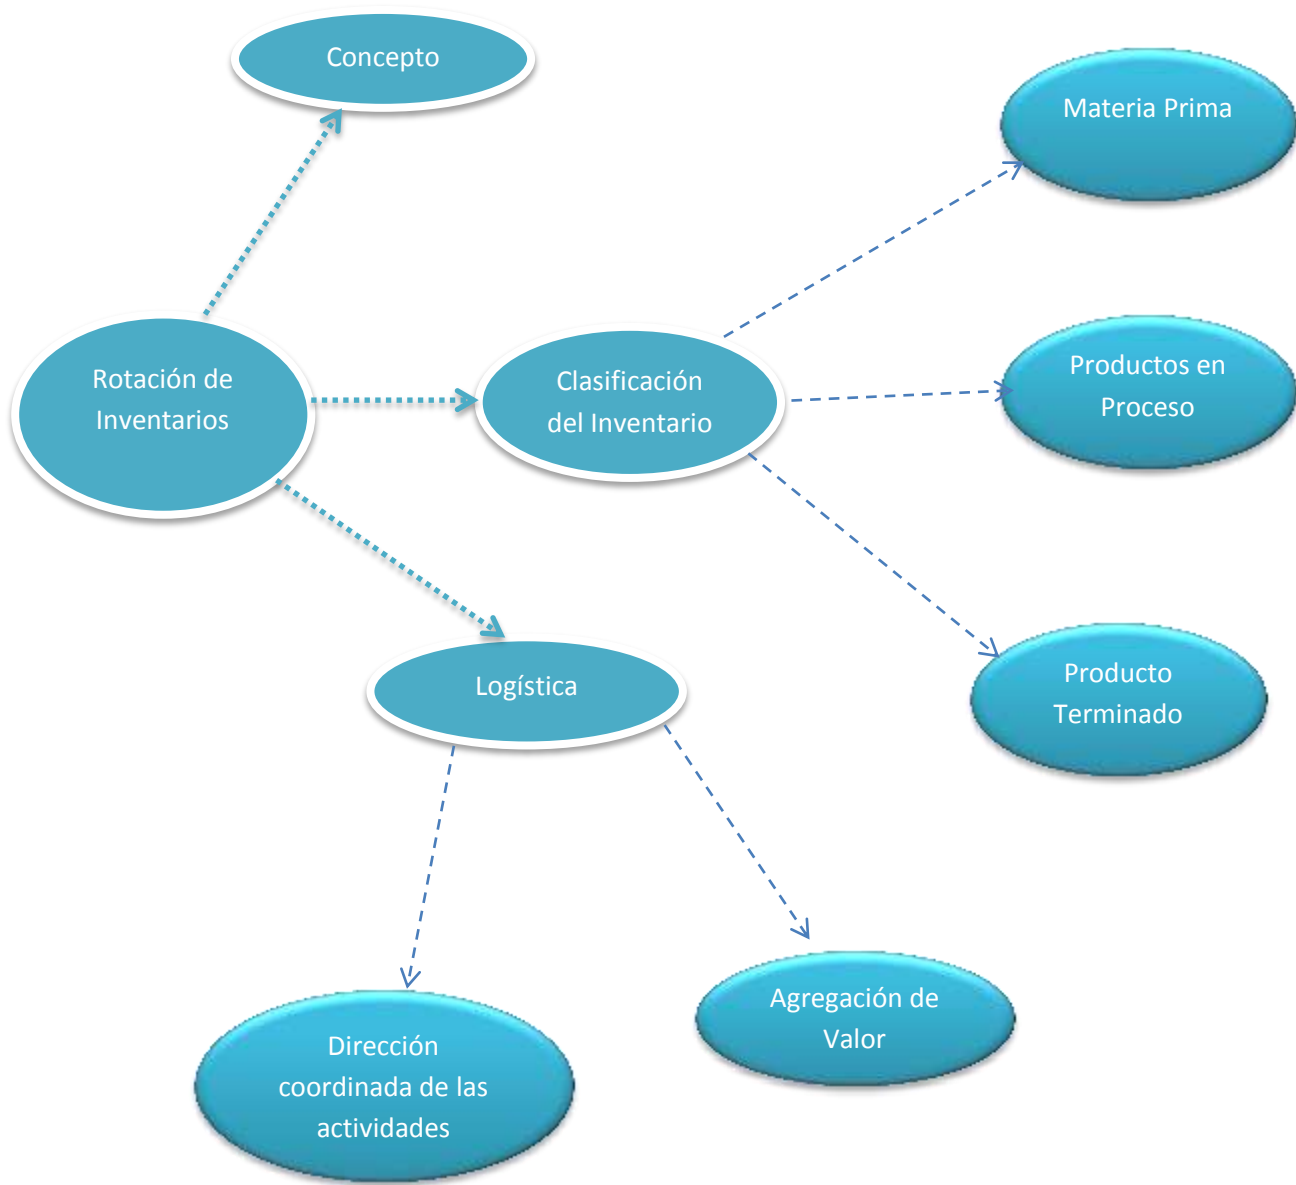 Concepto
Materia Prima
Rotación de
Inventarios
Clasificación
del Inventario
Productos en
Proceso
Logística
Producto
Terminado
Agregación de
Valor
Dirección
coordinada de las
actividades